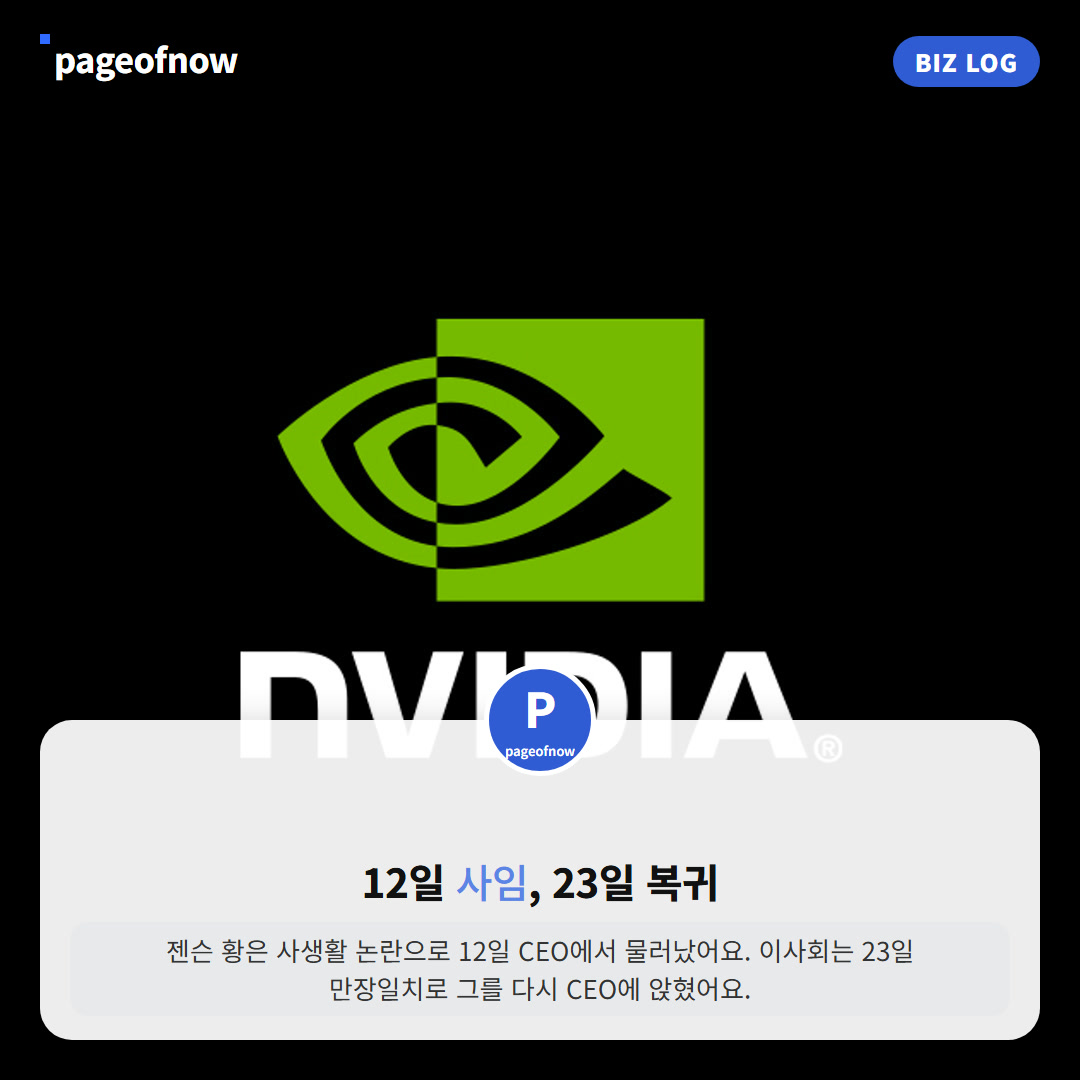 pageofnow
BIZ LOG
NVIDIA®
P
pageofnow
12일 사임, 23일 복귀
젠슨 황은 사생활 논란으로 12일 CEO에서 물러났어요. 이사회는 23일
만장일치로 그를 다시 CEO에 앉혔어요.